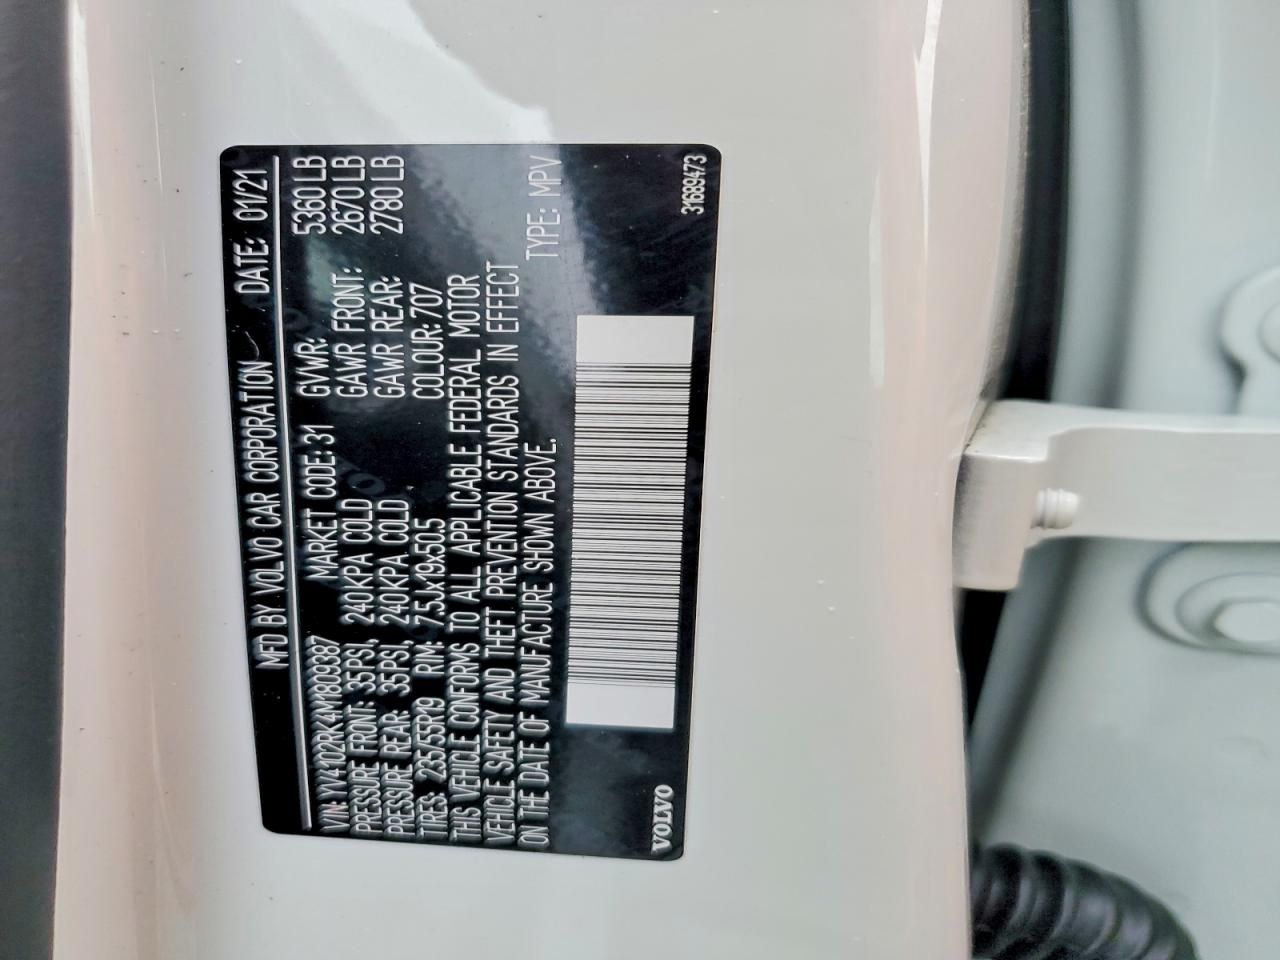 MFD BY VOLVO CAR CORPORATION DATE: 01/21
VIN: YV4102RK4M1809387 MARKET CODE: 31 GVWR: 5360 LB
PRESSURE FRONT: 35PSI, 240KPA COLD GAWR FRONT: 2670 LB
PRESSURE REAR: 35PSI, 240KPA COLD GAWR REAR: 2780 LB
TIRES: 235/55R19 RIM: 7.5Jx19x50.5 COLOUR: 707
THIS VEHICLE CONFORMS TO ALL APPLICABLE FEDERAL MOTOR
VEHICLE SAFETY AND THEFT PREVENTION STANDARDS IN EFFECT
ON THE DATE OF MANUFACTURE SHOWN ABOVE. TYPE: MPV
VOLVO 31689473